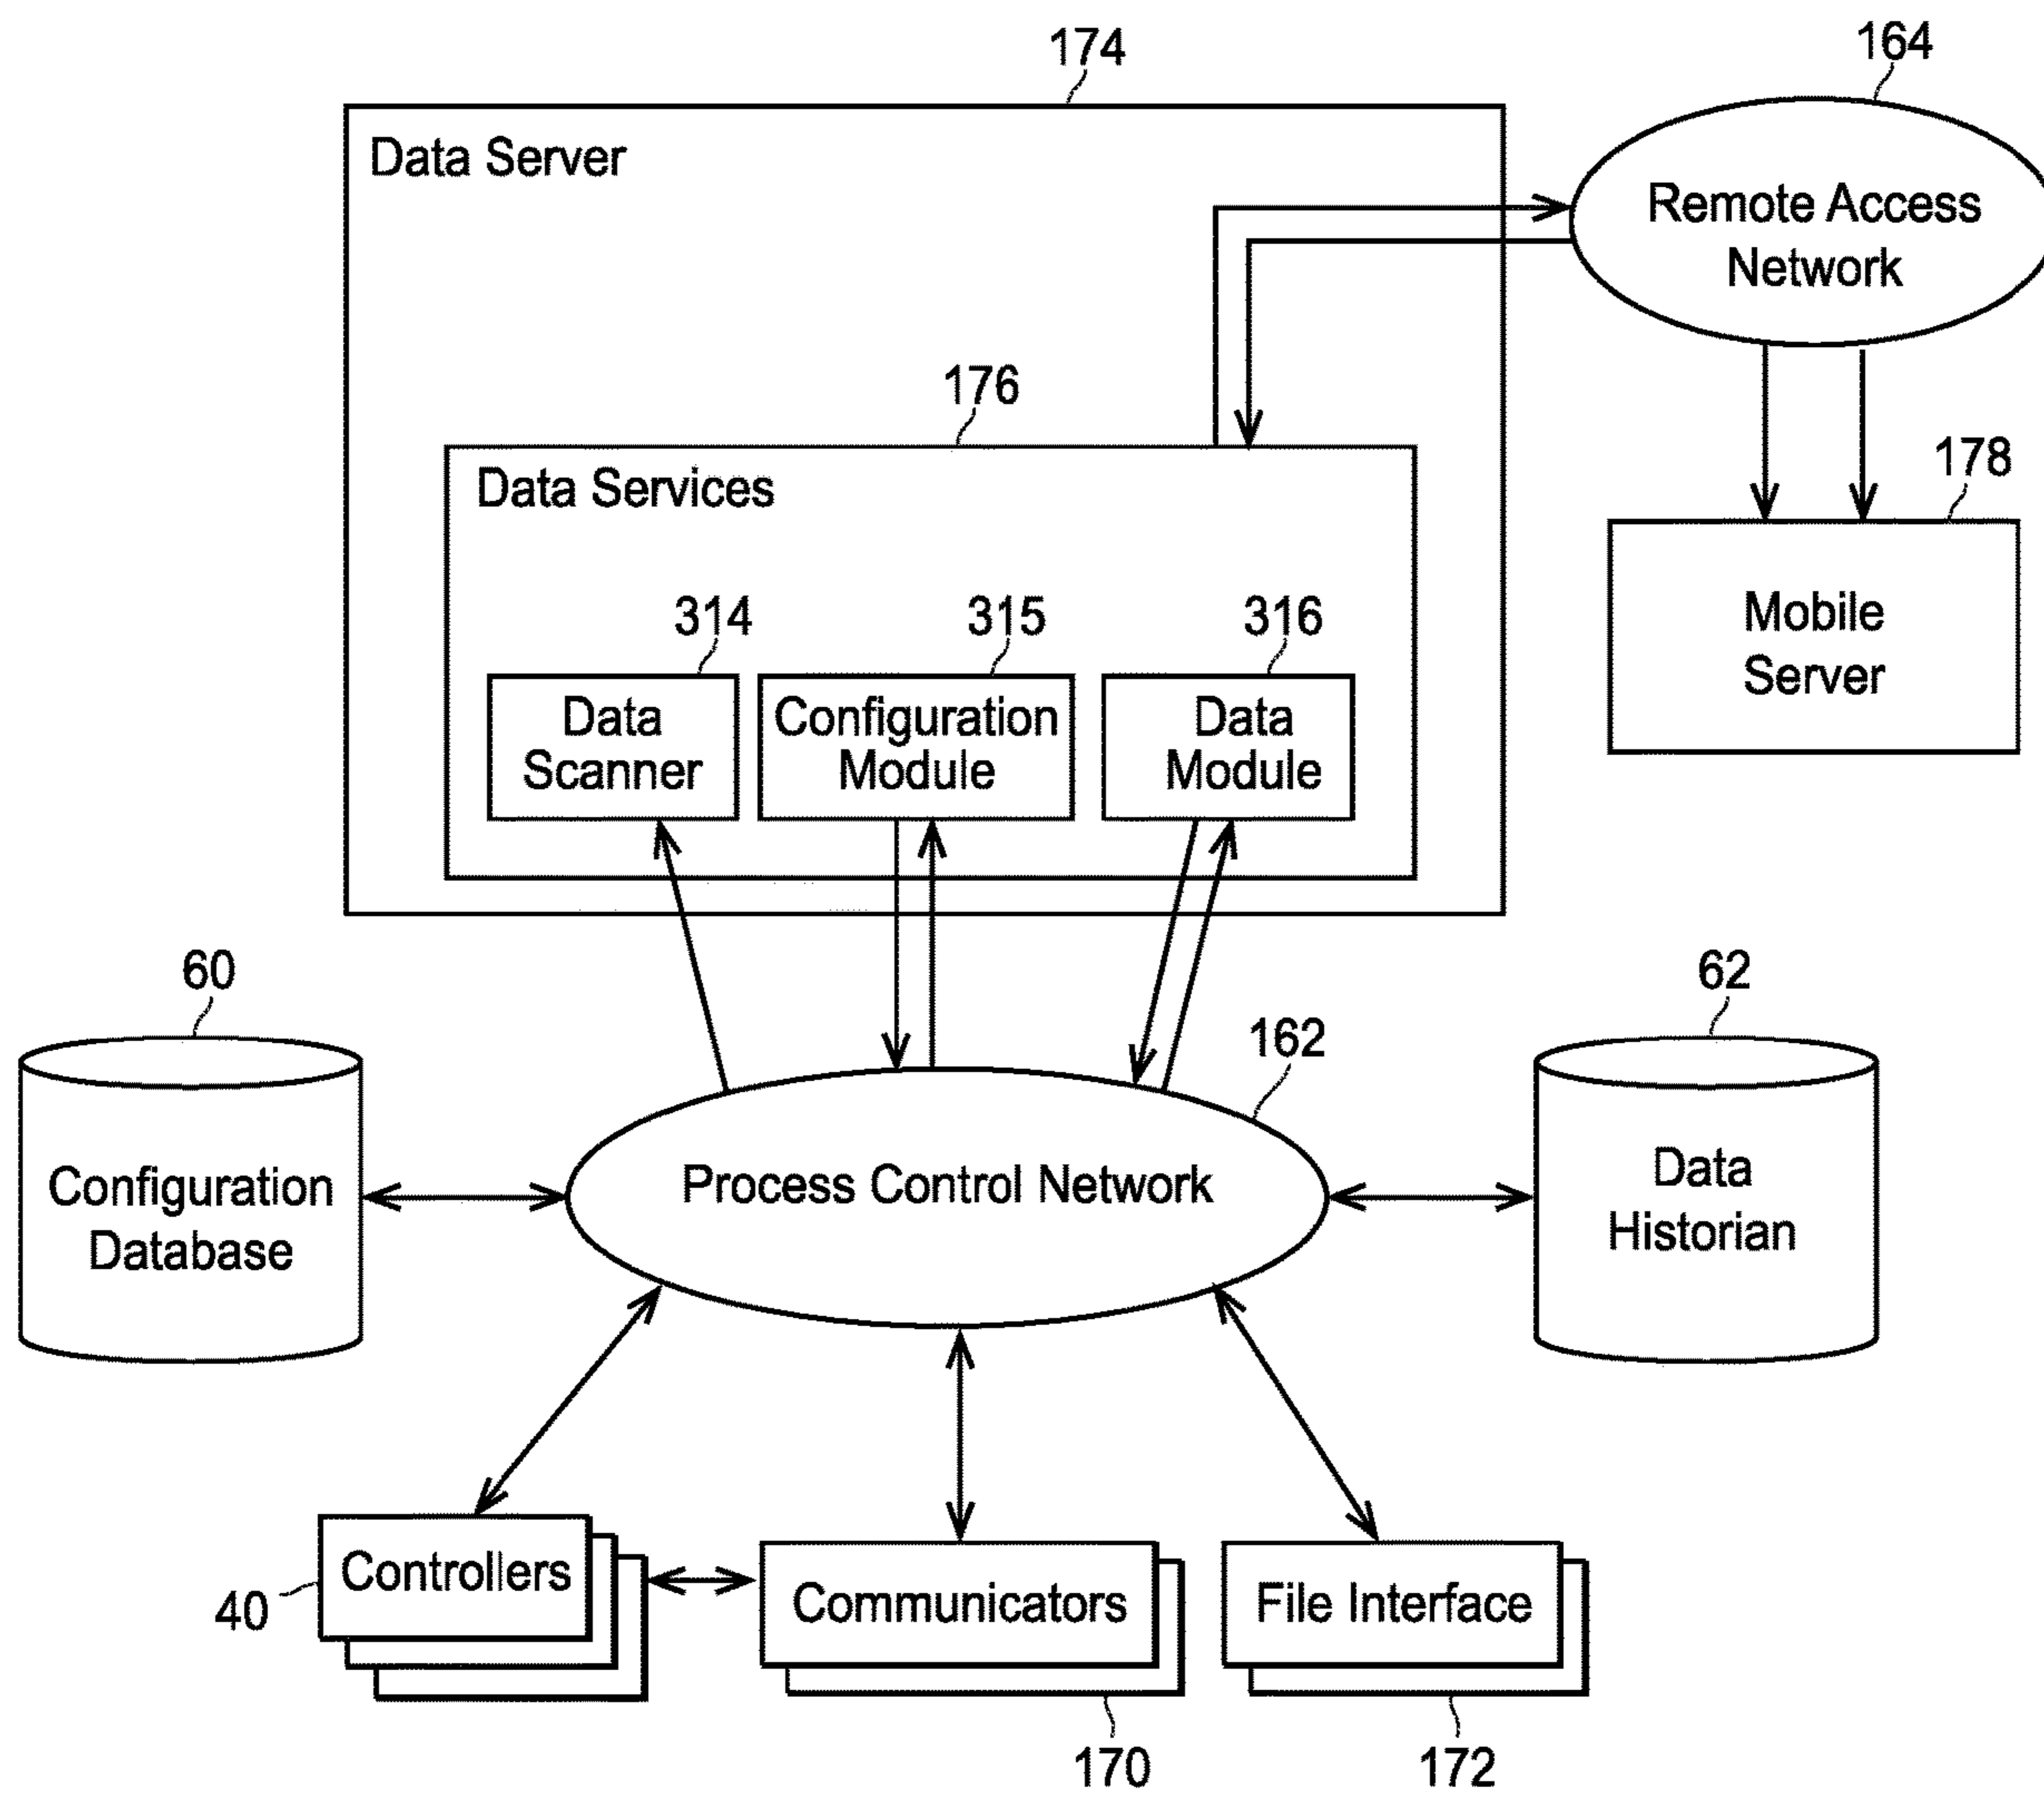 174
164
Data Server
Remote Access
Network
176
178
Data Services
Mobile
Server
314
315
316
Data
Scanner
Configuration
Module
Data
Module
60
62
162
Configuration
Database
Process Control Network
Data
Historian
Controllers
40
Communicators
File Interface
170
172